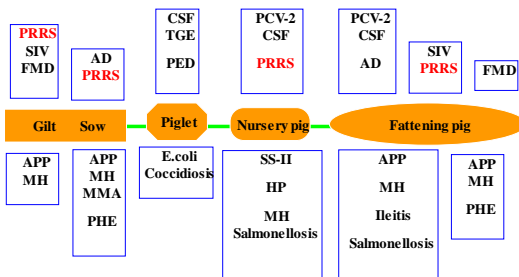 PRRS
SIV
FMD
AD
PRRS
CSF
TGE
PED
PCV-2
CSF
PRRS
PCV-2
CSF
AD
SIV
PRRS
FMD
Gilt Sow
Piglet
Nursery pig
Fattening pig
APP
MH
APP
MH
MMA
PHE
E.coli
Coccidiosis
SS-II
HP
MH
Salmonellosis
APP
MH
Ileitis
Salmonellosis
APP
MH
PHE